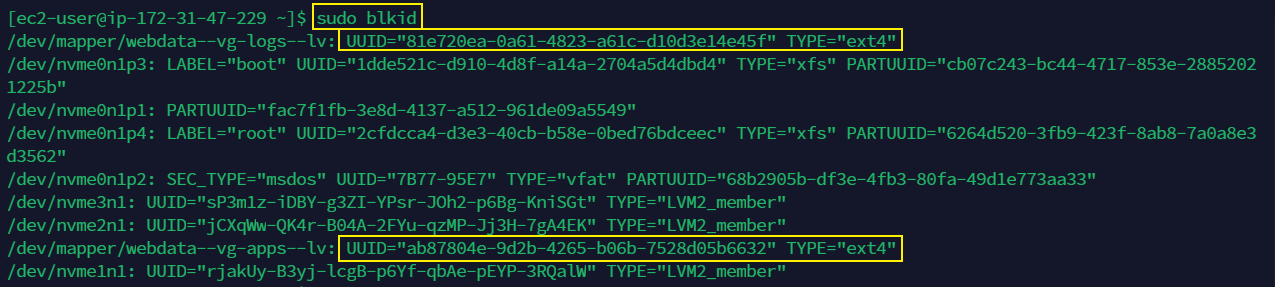 [ec2-user@ip-172-31-47-229 ~]$ sudo blkid
/dev/mapper/webdata--vg-logs--lv: UUID="81e720ea-0a61-4823-a61c-d10d3e14e45f" TYPE="ext4"
/dev/nvme0n1p3: LABEL="boot" UUID="1dde521c-d910-4d8f-a14a-2704a5d4dbd4" TYPE="xfs" PARTUUID="cb07c243-bc44-4717-853e-2885202
1225b"
/dev/nvme0n1p1: PARTUUID="fac7f1fb-3e8d-4137-a512-961de09a5549"
/dev/nvme0n1p4: LABEL="root" UUID="2cfdcca4-d3e3-40cb-b58e-0bed76bdceec" TYPE="xfs" PARTUUID="6264d520-3fb9-423f-8ab8-7a0a8e3
d3562"
/dev/nvme0n1p2: SEC_TYPE="msdos" UUID="7B77-95E7" TYPE="vfat" PARTUUID="68b2905b-df3e-4fb3-80fa-49d1e773aa33"
/dev/nvme3n1: UUID="sP3m1z-iDBY-g3ZI-YPsr-JOh2-p6Bg-KniSGt" TYPE="LVM2_member"
/dev/nvme2n1: UUID="jCXqWw-QK4r-B04A-2FYu-qzMP-Jj3H-7gA4EK" TYPE="LVM2_member"
/dev/mapper/webdata--vg-apps--lv: UUID="ab87804e-9d2b-4265-b06b-7528d05b6632" TYPE="ext4"
/dev/nvme1n1: UUID="rjakUy-B3yj-lcgB-p6Yf-qbAe-pEYP-3RQalW" TYPE="LVM2_member"